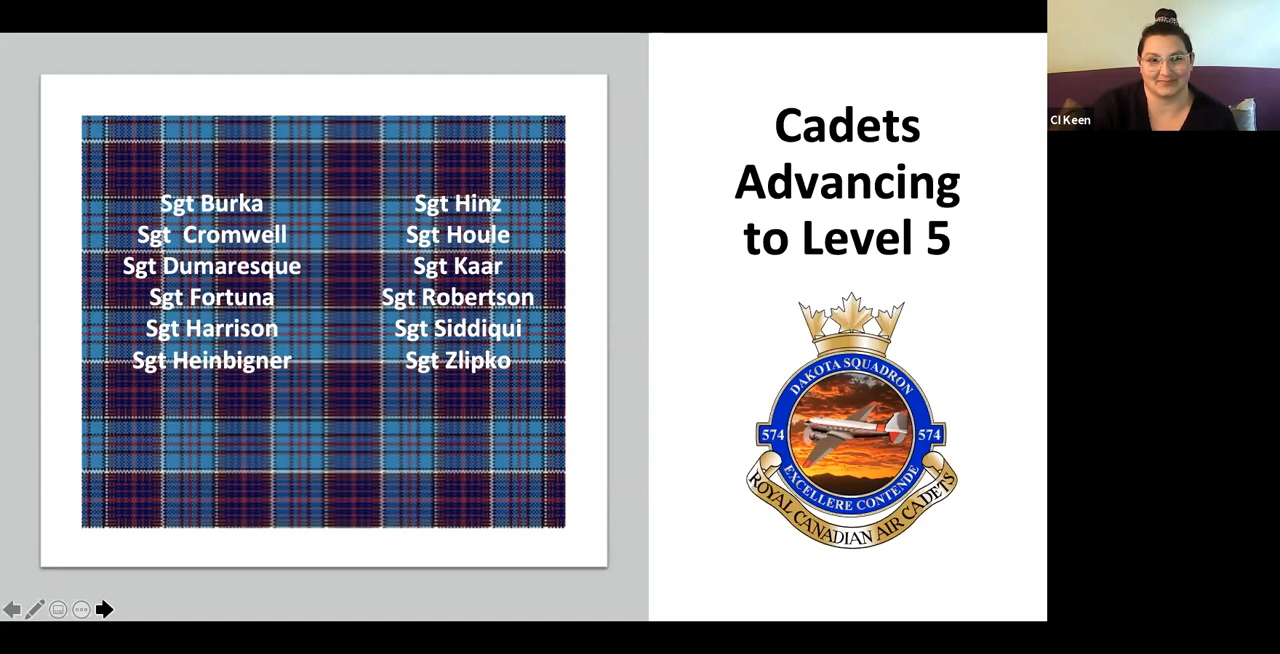 Sgt Burka
Sgt Cromwell
Sgt Dumaresque
Sgt Fortuna
Sgt Harrison
Sgt Heinbigner
Sgt Hinz
Sgt Houle
Sgt Kaar
Sgt Robertson
Sgt Siddiqui
Sgt Zlipko
Cadets
Advancing
to Level 5
DAKOTA SQUADRON
574
574
EXCELLERE CONTENDE
ROYAL CANADIAN AIR CADETS
CI Keen